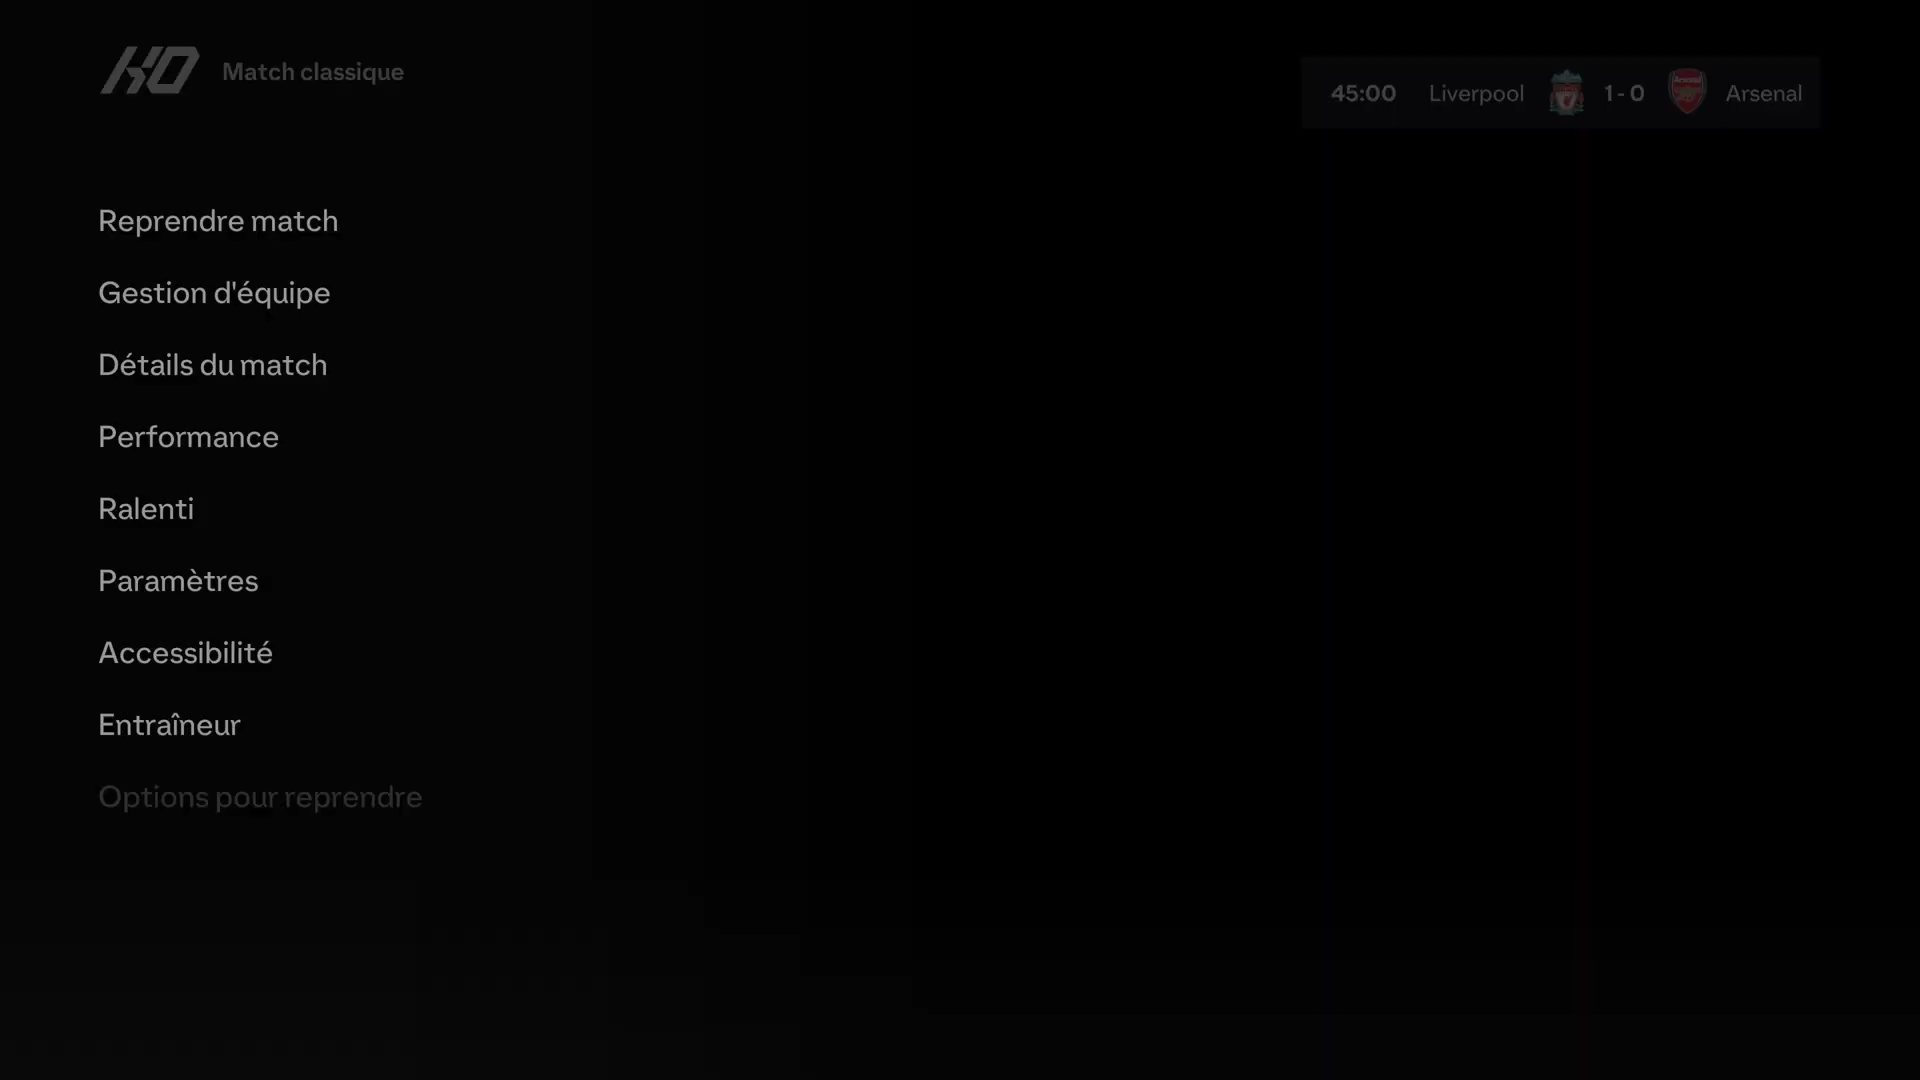 KO Match classique
45:00 Liverpool 1 - 0 Arsenal
Reprendre match
Gestion d'équipe
Détails du match
Performance
Ralenti
Paramètres
Accessibilité
Entraîneur
Options pour reprendre